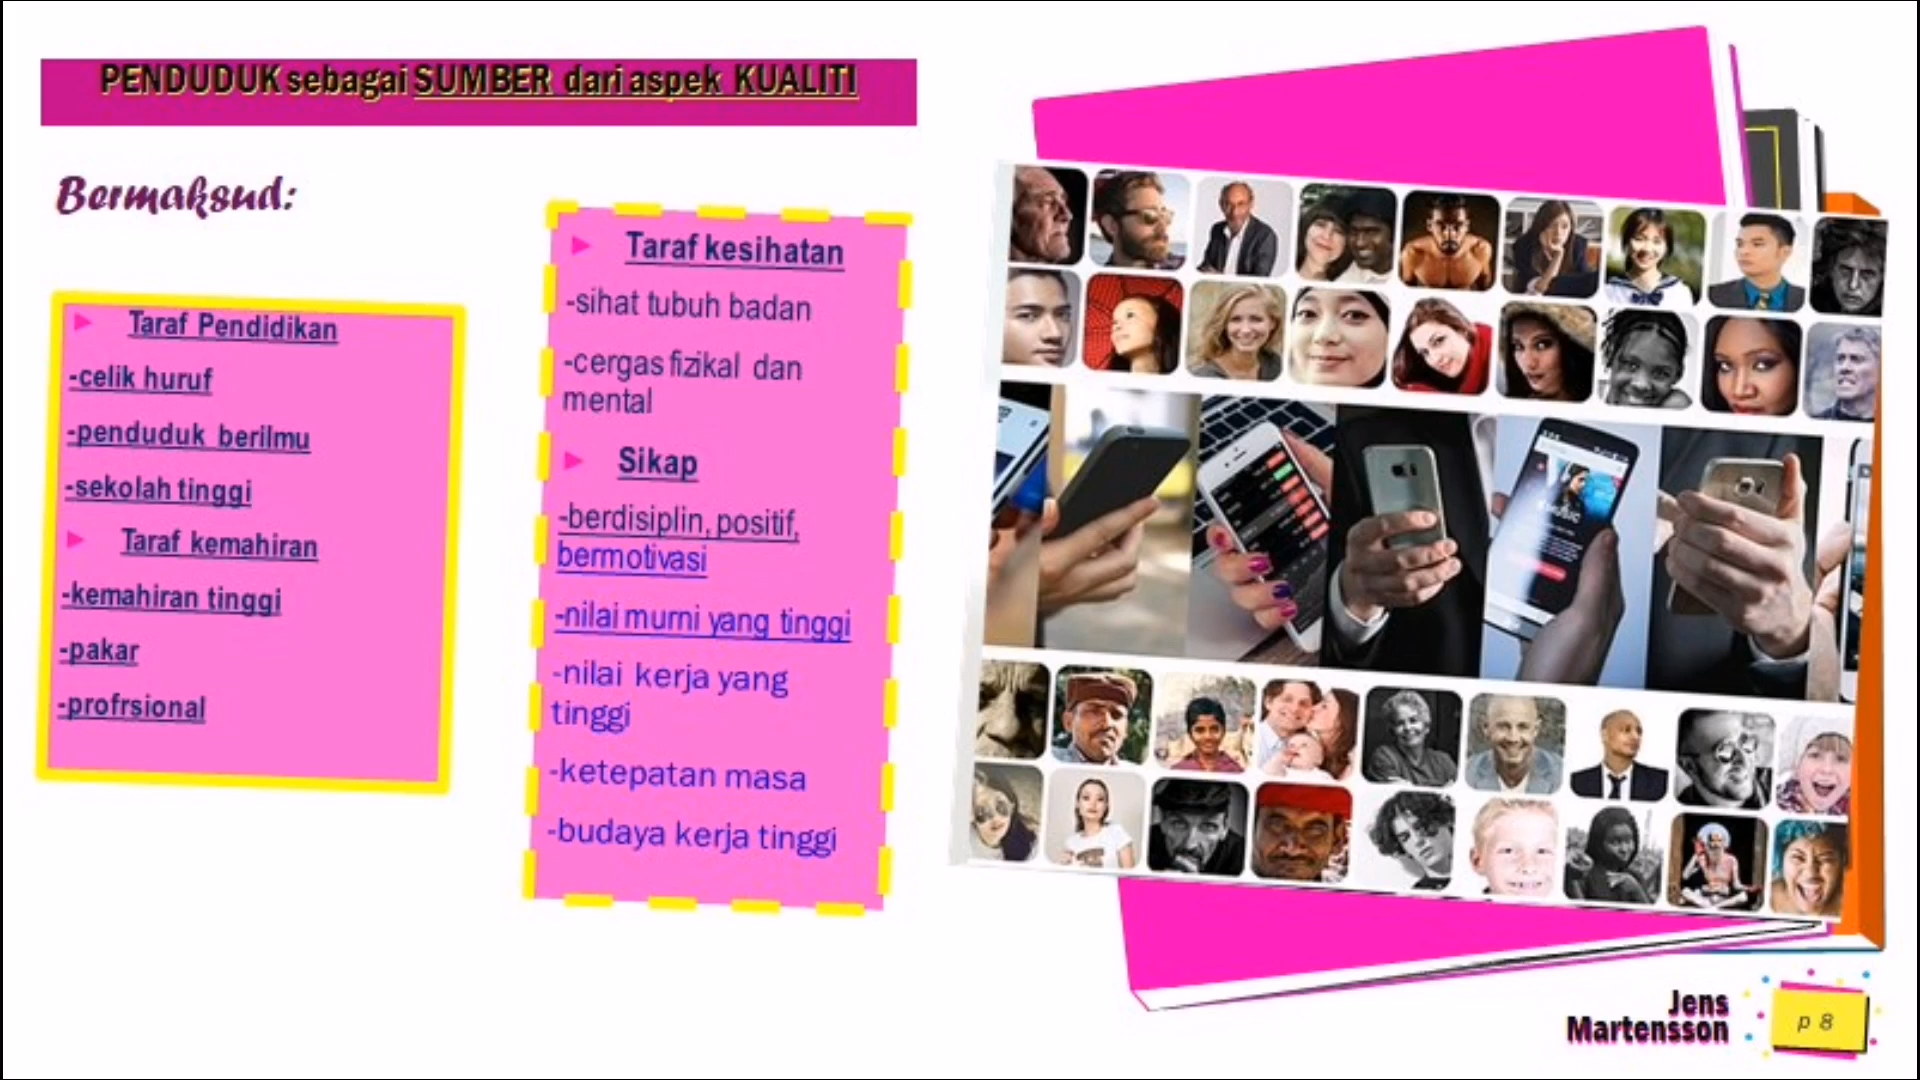 PENDUDUK sebagai SUMBER dari aspek KUALITI
Bermaksud:
Taraf Pendidikan
-celik huruf
-penduduk berilmu
-sekolah tinggi
Taraf kemahiran
-kemahiran tinggi
-pakar
-profrsional
Taraf kesihatan
-sihat tubuh badan
-cergas fizikal dan
mental
Sikap
-berdisiplin, positif,
bermotivasi
-nilai murni yang tinggi
-nilai kerja yang
tinggi
-ketepatan masa
-budaya kerja tinggi
MUSIC
Jens
Martensson
p 8